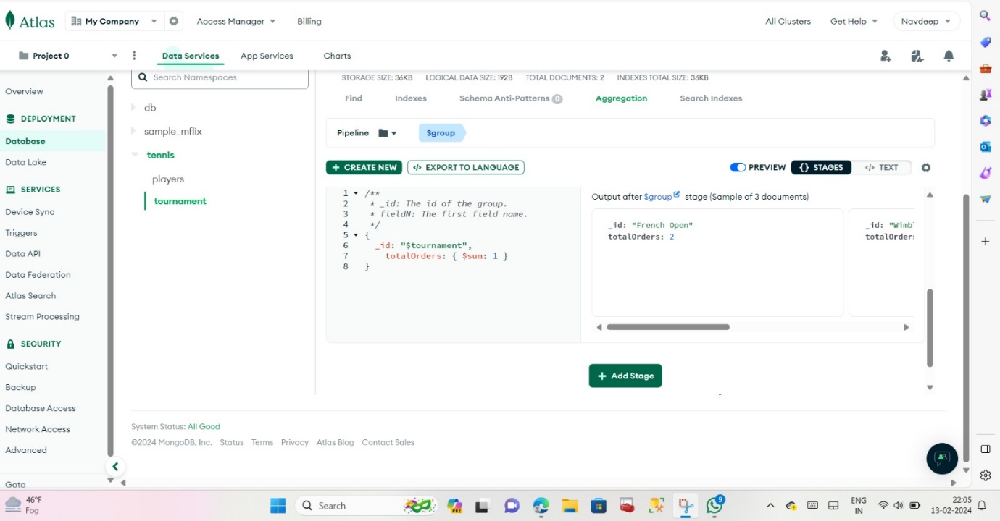 Atlas
My Company
Access Manager
Billing
All Clusters
Get Help
Navdeep
Project 0
Data Services
App Services
Charts
Overview
DEPLOYMENT
Database
Data Lake
SERVICES
Device Sync
Triggers
Data API
Data Federation
Atlas Search
Stream Processing
SECURITY
Quickstart
Backup
Database Access
Network Access
Advanced
Goto
Search Namespaces
db
sample_mflix
tennis
players
tournament
STORAGE SIZE: 36KB LOGICAL DATA SIZE: 192B TOTAL DOCUMENTS: 2 INDEXES TOTAL SIZE: 36KB
Find Indexes Schema Anti-Patterns 0 Aggregation Search Indexes
Pipeline $group
+ CREATE NEW </> EXPORT TO LANGUAGE PREVIEW {} STAGES </> TEXT
1 /**
2 * _id: The id of the group.
3 * fieldN: The first field name.
4 */
5 {
6 _id: "$tournament",
7 totalOrders: { $sum: 1 }
8 }
Output after $group stage (Sample of 3 documents)
_id: "French Open"
totalOrders: 2
_id: "Wimb
totalOrders
+ Add Stage
System Status: All Good
©2024 MongoDB, Inc. Status Terms Privacy Atlas Blog Contact Sales
46°F
Fog
Search
PRE
9
ENG
IN
22:05
13-02-2024